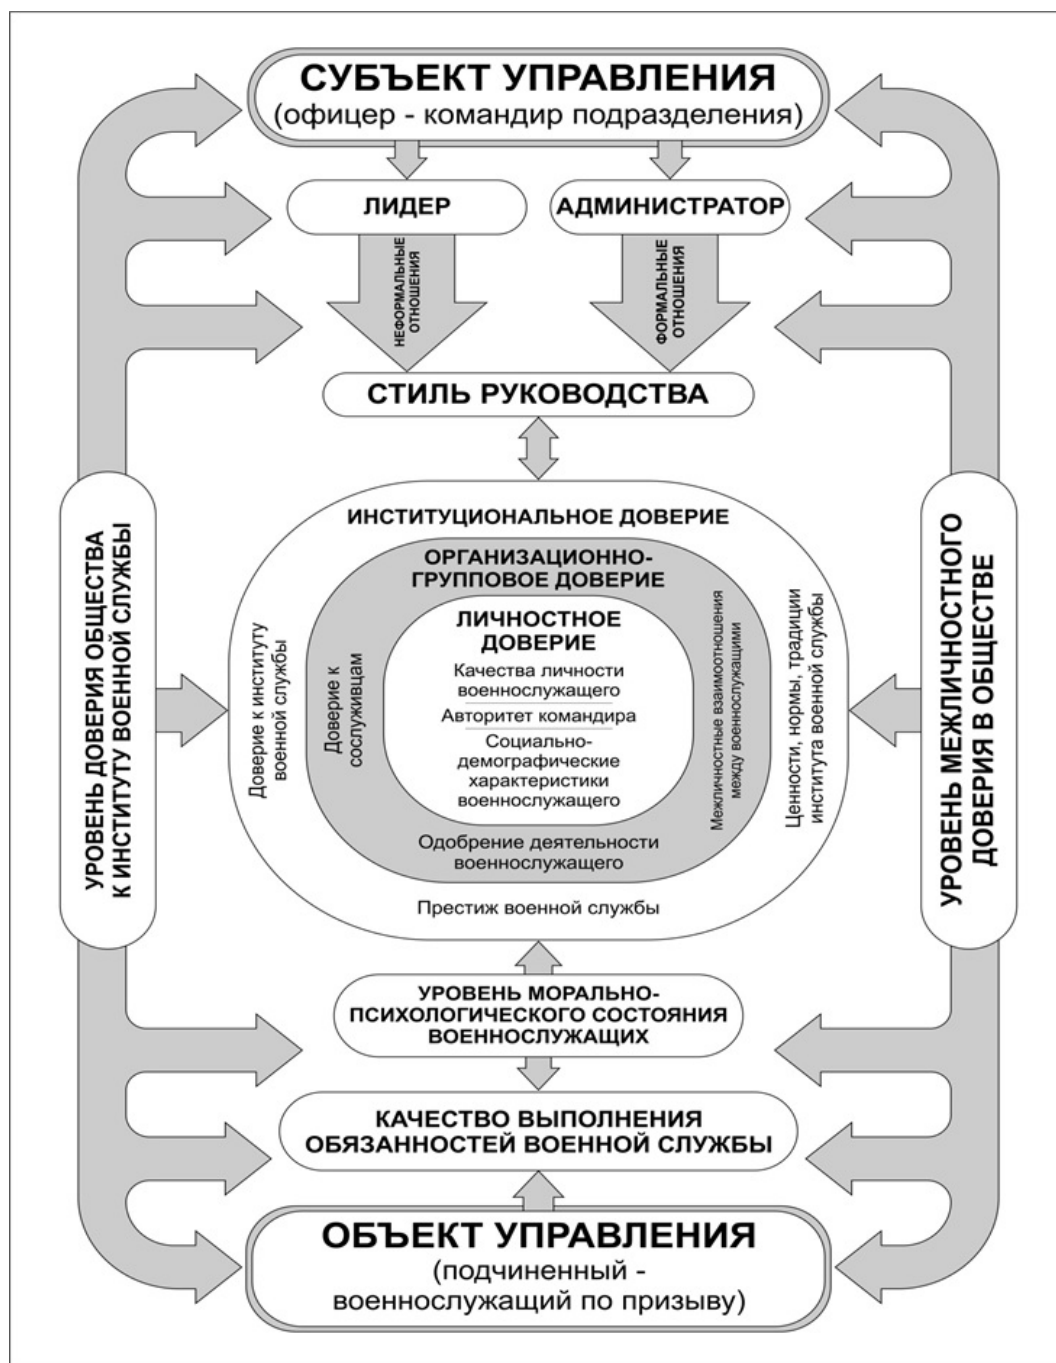 СУБЪЕКТ УПРАВЛЕНИЯ
(офицер - командир подразделения)
ЛИДЕР
АДМИНИСТРАТОР
НЕФОРМАЛЬНЫЕ
ОТНОШЕНИЯ
ФОРМАЛЬНЫЕ
ОТНОШЕНИЯ
СТИЛЬ РУКОВОДСТВА
УРОВЕНЬ ДОВЕРИЯ ОБЩЕСТВА
К ИНСТИТУТУ ВОЕННОЙ СЛУЖБЫ
ИНСТИТУЦИОНАЛЬНОЕ ДОВЕРИЕ
ОРГАНИЗАЦИОННО-
ГРУППОВОЕ ДОВЕРИЕ
ЛИЧНОСТНОЕ
ДОВЕРИЕ
Качества личности
военнослужащего
Авторитет командира
Социально-
демографические
характеристики
военнослужащего
Доверие к институту
военной службы
Доверие к
сослуживцам
Межличностные взаимоотношения
между военнослужащими
Ценности, нормы, традиции
института военной службы
Одобрение деятельности
военнослужащего
Престиж военной службы
УРОВЕНЬ МЕЖЛИЧНОСТНОГО
ДОВЕРИЯ В ОБЩЕСТВЕ
УРОВЕНЬ МОРАЛЬНО-
ПСИХОЛОГИЧЕСКОГО СОСТОЯНИЯ
ВОЕННОСЛУЖАЩИХ
КАЧЕСТВО ВЫПОЛНЕНИЯ
ОБЯЗАННОСТЕЙ ВОЕННОЙ СЛУЖБЫ
ОБЪЕКТ УПРАВЛЕНИЯ
(подчиненный -
военнослужащий по призыву)